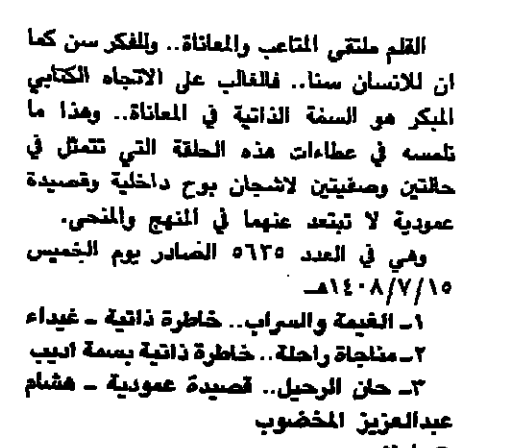 القلم ملتقى المتاعب والمعاناة.. وللفكر سن كما
ان للانسان سنا.. فالغالب على الاتجاه الكتابي
المبكر هو السمة الذاتية في المعاناة.. وهذا ما
نلمسه في عطاءات هذه الحلقة التي تتمثل في
حالتين وصفيتين لاشجان بوح داخلية وقصيدة
عمودية لا تبتعد عنهما في المنهج والمنحى.
وهي في العدد ٥٦٣٥ الصادر يوم الخميس
١٤٠٨/٧/١٥هـ
١ـ الغيمة والسراب.. خاطرة ذاتية ـ غيداء
٢ـ مناجاة راحلة.. خاطرة ذاتية بسمة اديب
٣ـ حان الرحيل.. قصيدة عمودية ـ هشام
عبدالعزيز المخضوب